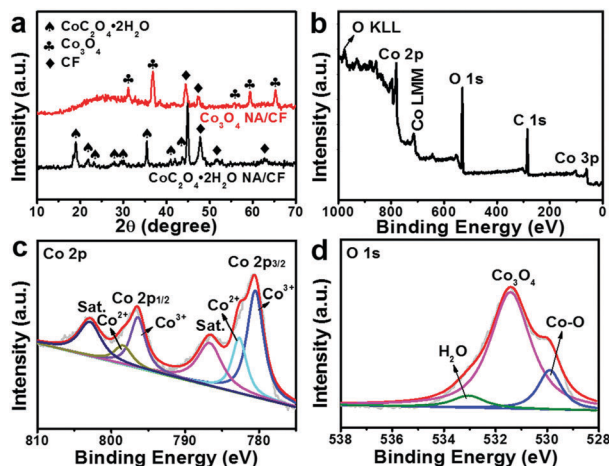 a
♠ CoC₂O₄•2H₂O
♣ Co₃O₄
♦ CF
Co₃O₄ NA/CF
CoC₂O₄•2H₂O NA/CF
Intensity (a.u.)
10 20 30 40 50 60 70
2θ (degree)
b
O KLL
Co 2p
Co LMM
O 1s
C 1s
Co 3p
Intensity (a.u.)
1000 800 600 400 200 0
Binding Energy (eV)
c Co 2p
Sat.
Co²⁺
Co 2p₁/₂
Co³⁺
Sat.
Co²⁺
Co 2p₃/₂
Co³⁺
Intensity (a.u.)
810 800 790 780
Binding Energy (eV)
d
O 1s
Co₃O₄
Co-O
H₂O
Intensity (a.u.)
538 536 534 532 530 528
Binding Energy (eV)